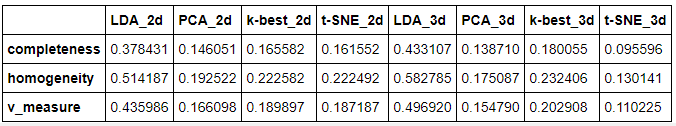 LDA_2d PCA_2d k-best_2d t-SNE_2d LDA_3d PCA_3d k-best_3d t-SNE_3d
completeness 0.378431 0.146051 0.165582 0.161552 0.433107 0.138710 0.180055 0.095596
homogeneity 0.514187 0.192522 0.222582 0.222492 0.582785 0.175087 0.232406 0.130141
v_measure 0.435986 0.166098 0.189897 0.187187 0.496920 0.154790 0.202908 0.110225